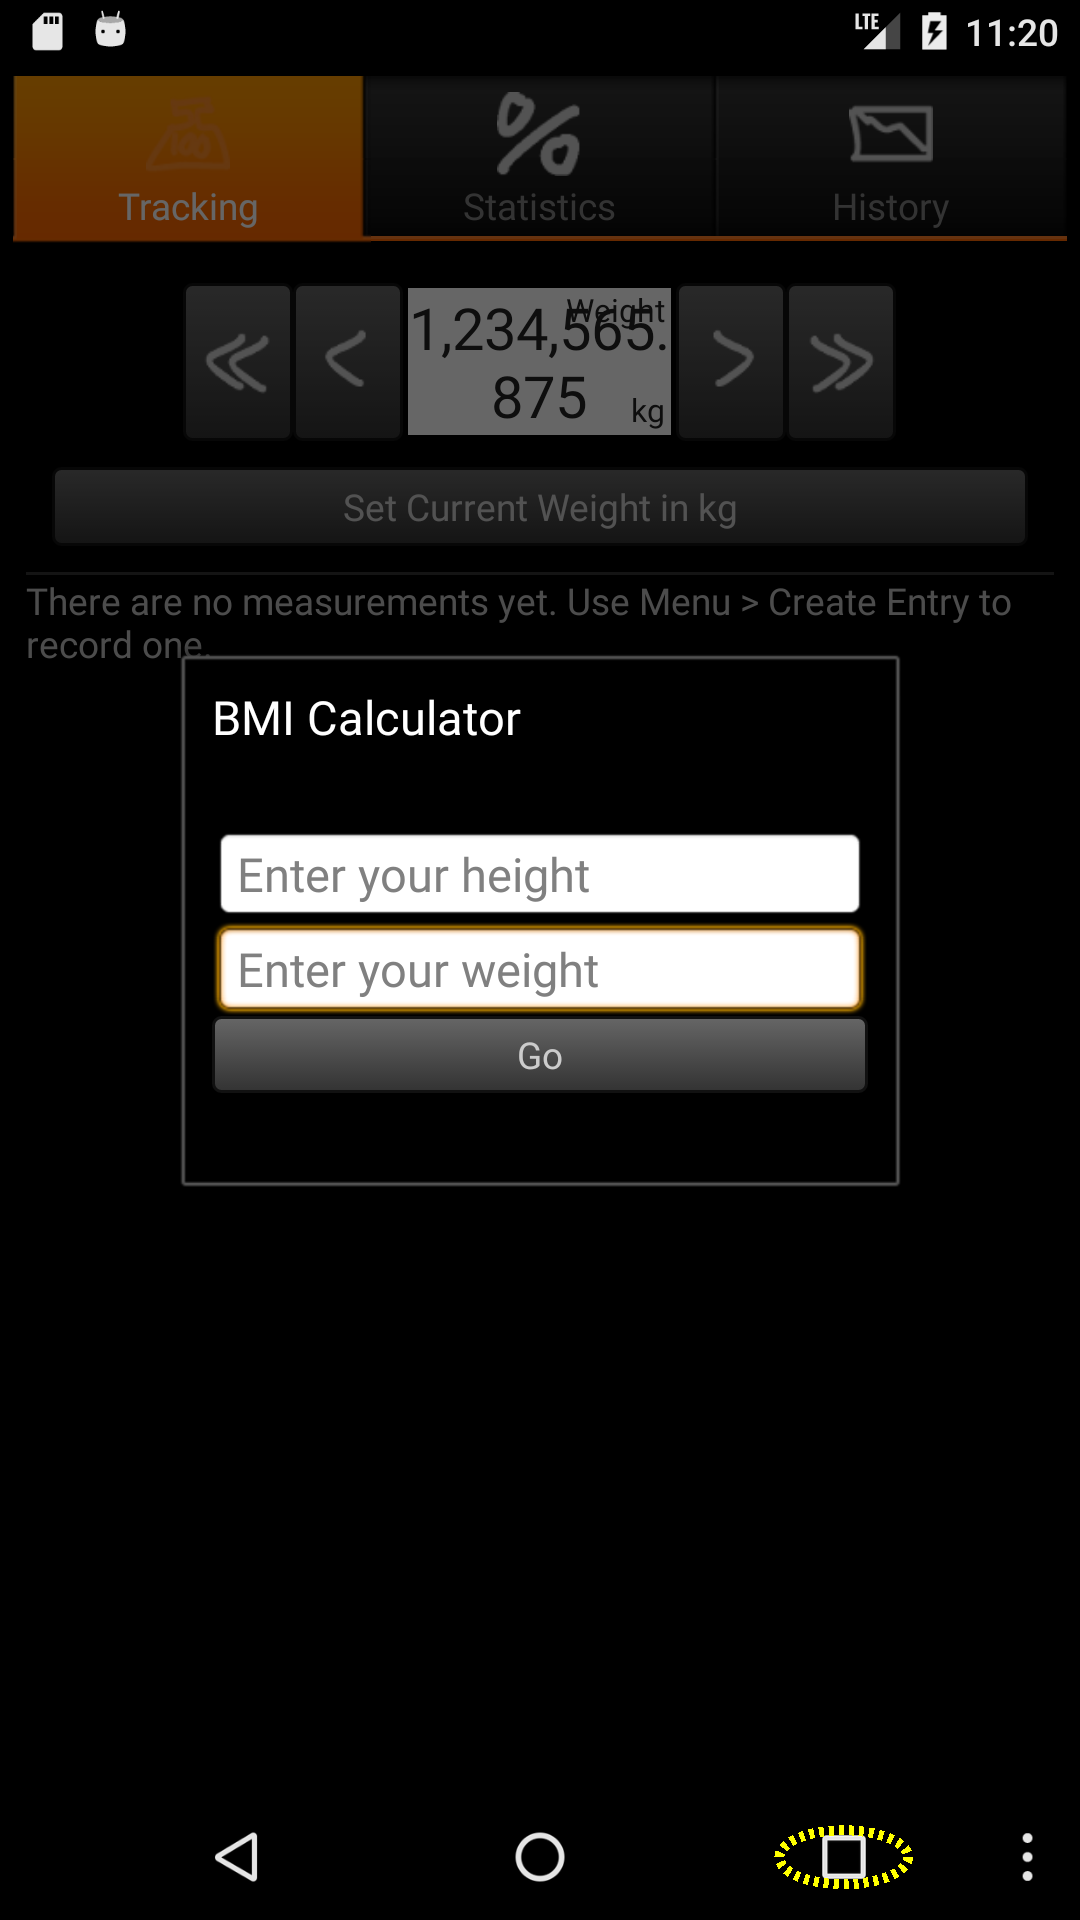 LTE 11:20
Tracking
Statistics
History
Weight
1,234,565.
875
kg
Set Current Weight in kg
There are no measurements yet. Use Menu > Create Entry to
record one.
BMI Calculator
Enter your height
Enter your weight
Go